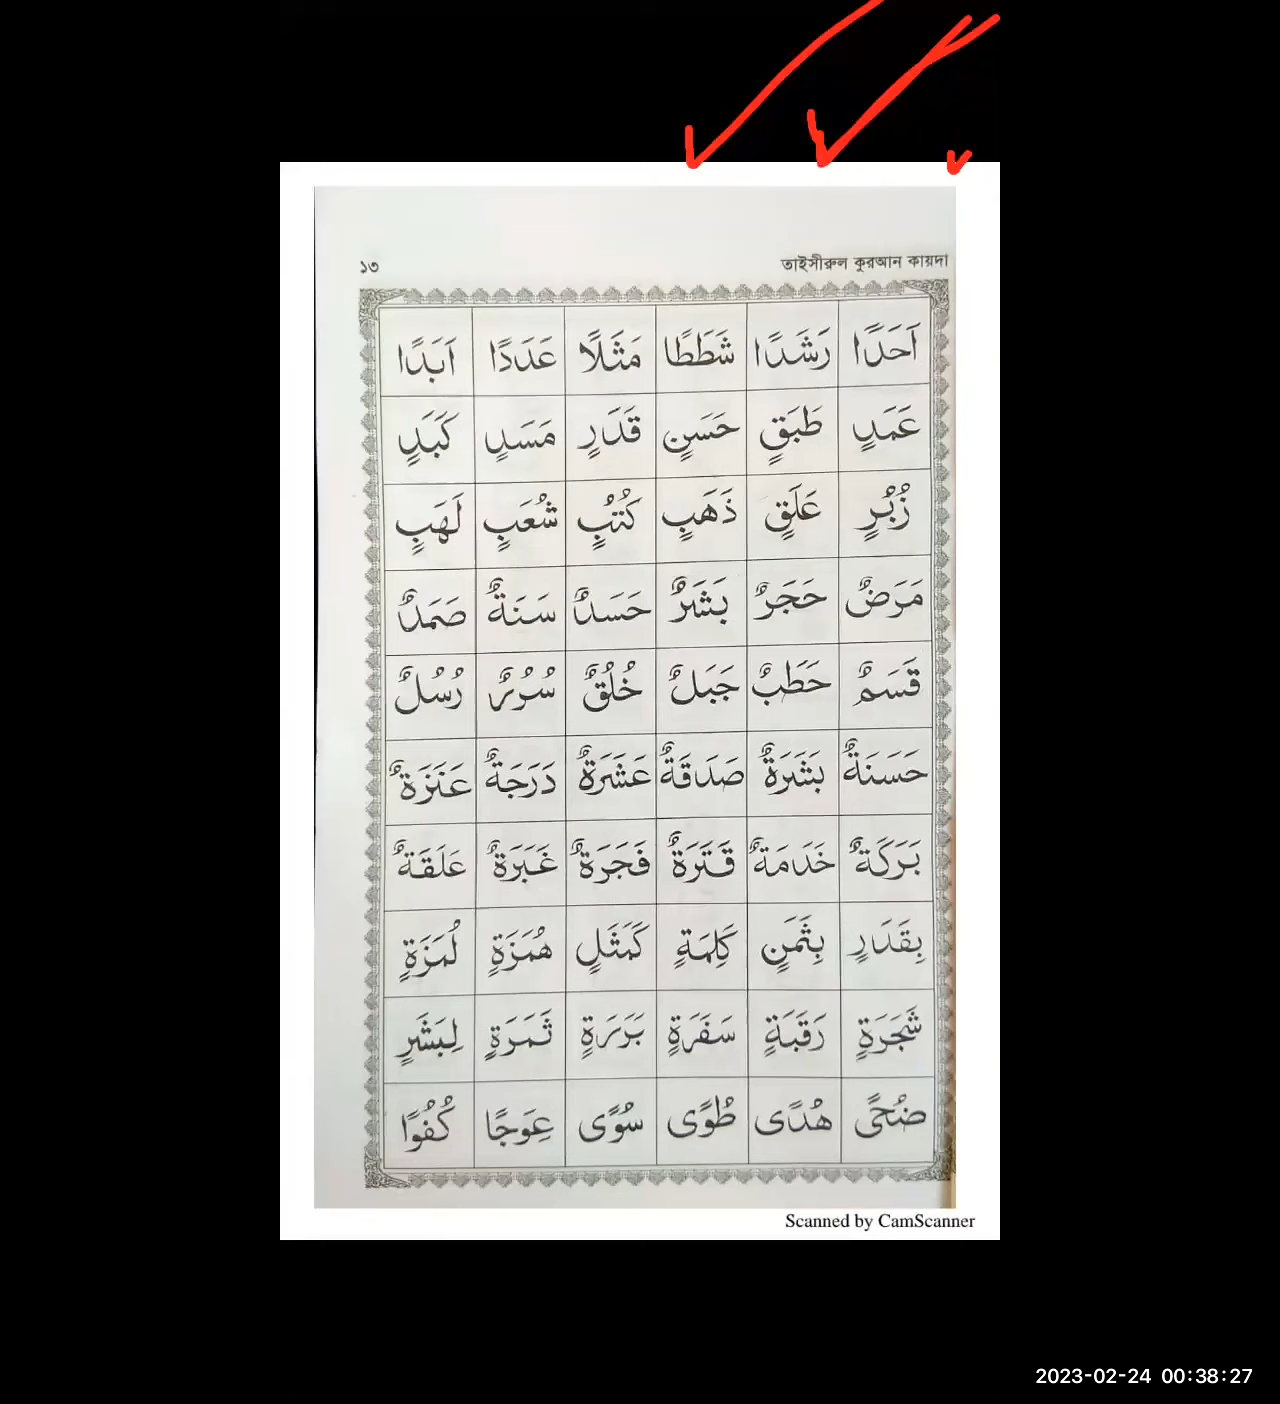 তাইসীরুল কুরআন কায়দা ১৩
اَحَدًا رَشَدًا شَطَطًا مَثَلًا عَدَدًا اَبَدًا
عَمَدٍ طَبَقٍ حَسَنٍ قَدَرٍ مَسَدٍ كَبَدٍ
زُبُرٍ عَلَقٍ ذَهَبٍ كُتُبٍ شُعَبٍ لَهَبٍ
مَرَضٌ حَجَرٌ بَشَرٌ حَسَدٌ سَنَةٌ صَمَدٌ
قَسَمٌ حَطَبٌ جَبَلٌ خُلُقٌ سُرُرٌ رُسُلٌ
حَسَنَةٌ بَشَرَةٌ صَدَقَةٌ عَشَرَةٌ دَرَجَةٌ عَنَزَةٌ
بَرَكَةٌ خَدَمَةٌ قَتَرَةٌ فَجَرَةٌ غَبَرَةٌ عَلَقَةٌ
بِقَدَرٍ بِثَمَنٍ كَلِمَةٍ كَمَثَلٍ هُمَزَةٍ لُمَزَةٍ
شَجَرَةٍ رَقَبَةٍ سَفَرَةٍ بَرَرَةٍ ثَمَرَةٍ لِبَشَرٍ
ضُحًى هُدًى طُوًى سُوًى عِوَجًا كُفُوًا
Scanned by CamScanner
2023-02-24 00:38:27